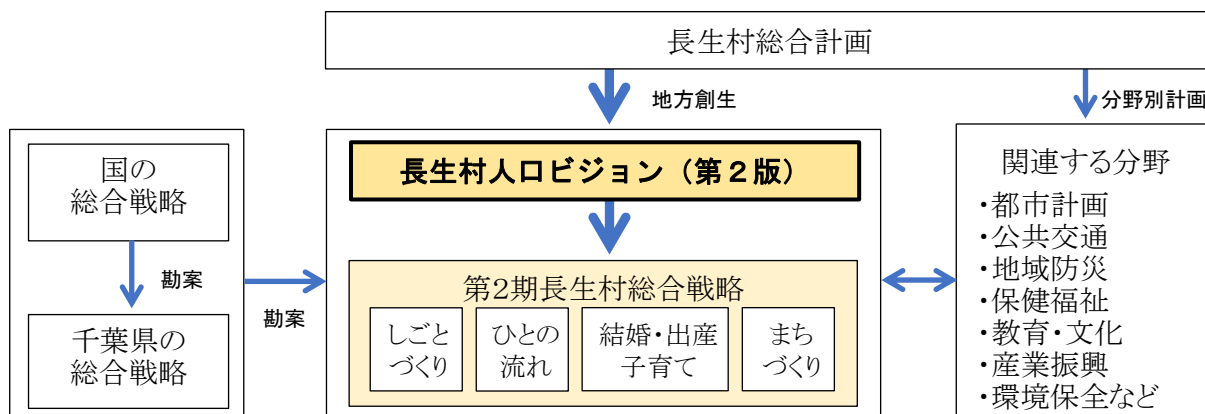 長生村総合計画
地方創生
分野別計画
国の
総合戦略
勘案
千葉県の
総合戦略
勘案
長生村人口ビジョン（第２版）
第2期長生村総合戦略
しごと
づくり
ひとの
流れ
結婚・出産
子育て
まち
づくり
関連する分野
・都市計画
・公共交通
・地域防災
・保健福祉
・教育・文化
・産業振興
・環境保全など